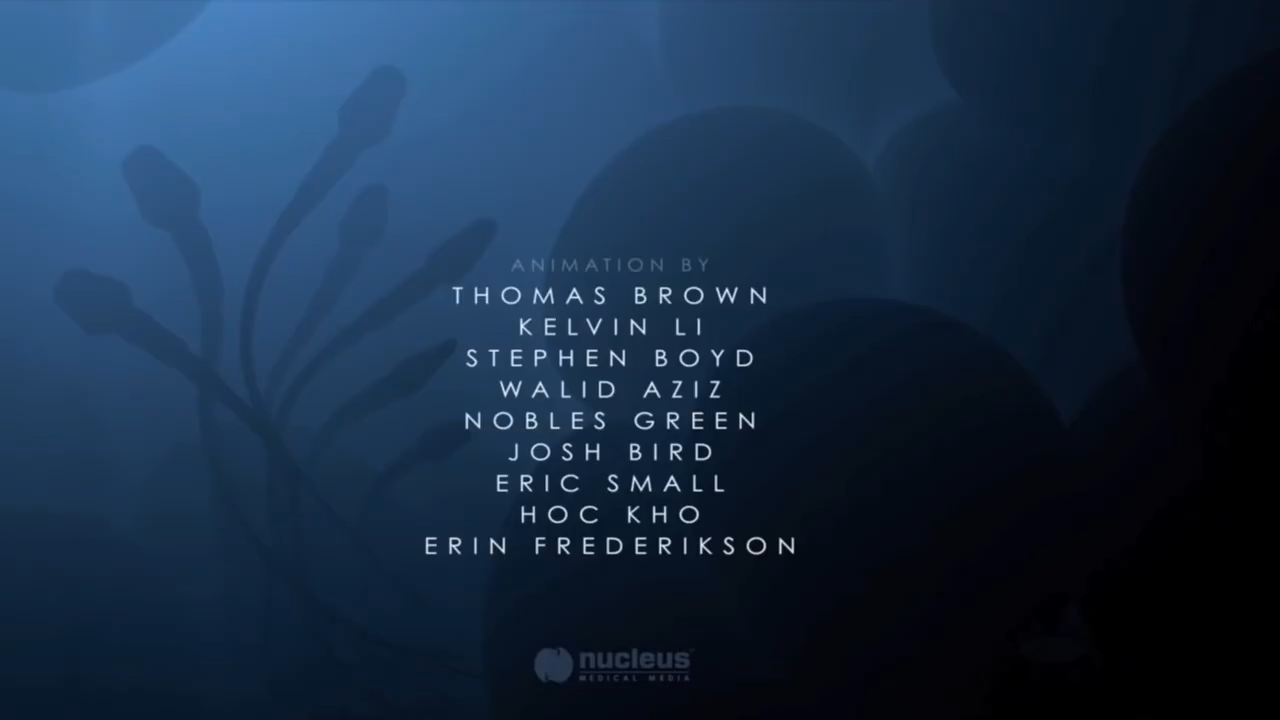 ANIMATION BY
THOMAS BROWN
KELVIN LI
STEPHEN BOYD
WALID AZIZ
NOBLES GREEN
JOSH BIRD
ERIC SMALL
HOC KHO
ERIN FREDERIKSON
nucleus
MEDICAL MEDIA